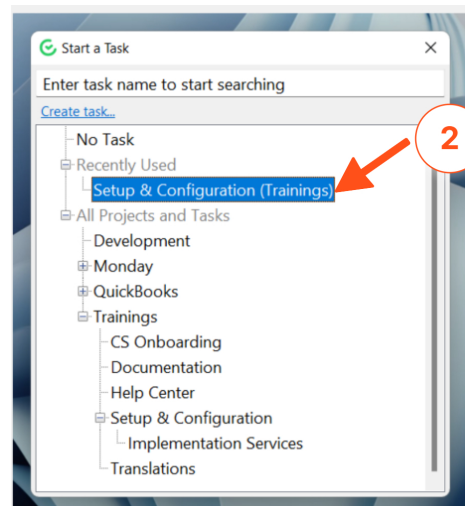 Start a Task
Enter task name to start searching
Create task...
No Task
Recently Used
Setup & Configuration (Trainings)
2
All Projects and Tasks
Development
Monday
QuickBooks
Trainings
CS Onboarding
Documentation
Help Center
Setup & Configuration
Implementation Services
Translations